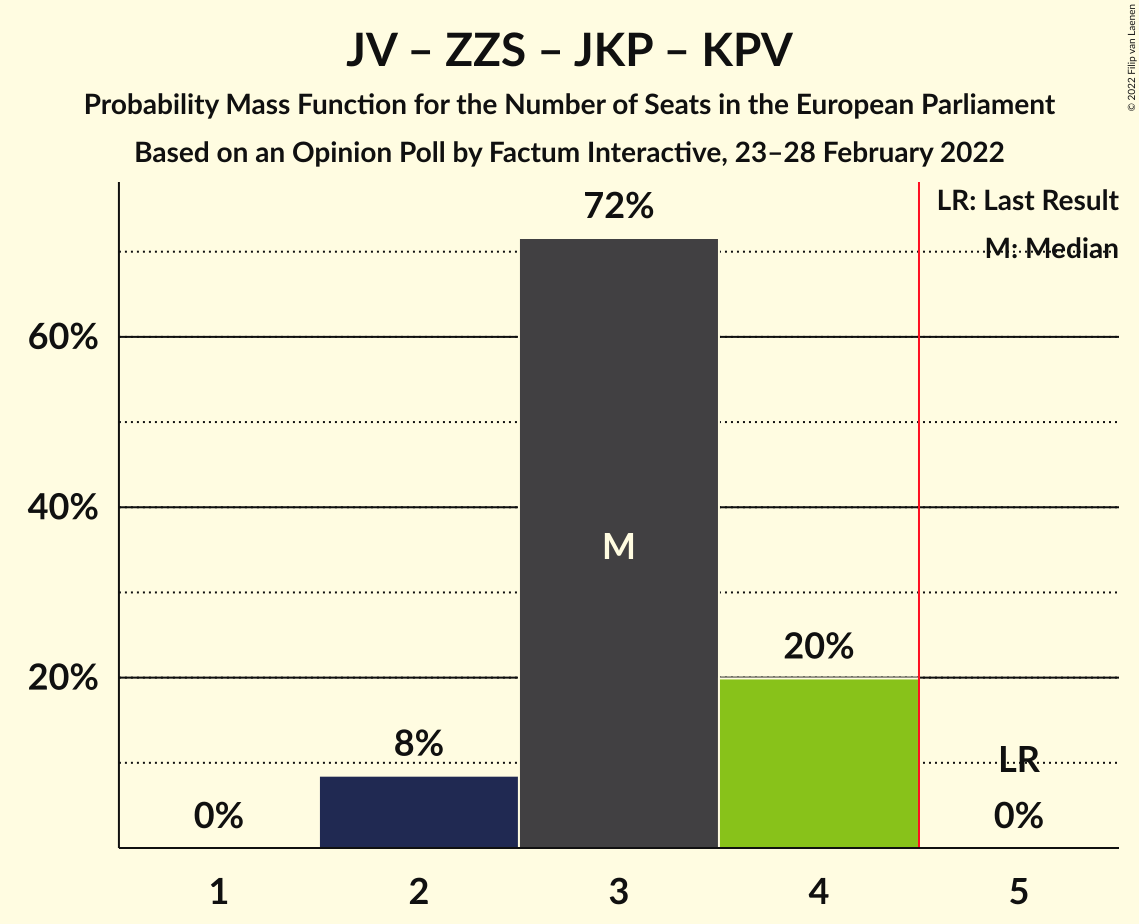 JV – ZZS – JKP – KPV
Probability Mass Function for the Number of Seats in the European Parliament
Based on an Opinion Poll by Factum Interactive, 23–28 February 2022
© 2022 Filip van Laenen
LR: Last Result
M: Median
72%
60%
M
40%
20%
20%
8%
LR
0%
0%
1
2
3
4
5